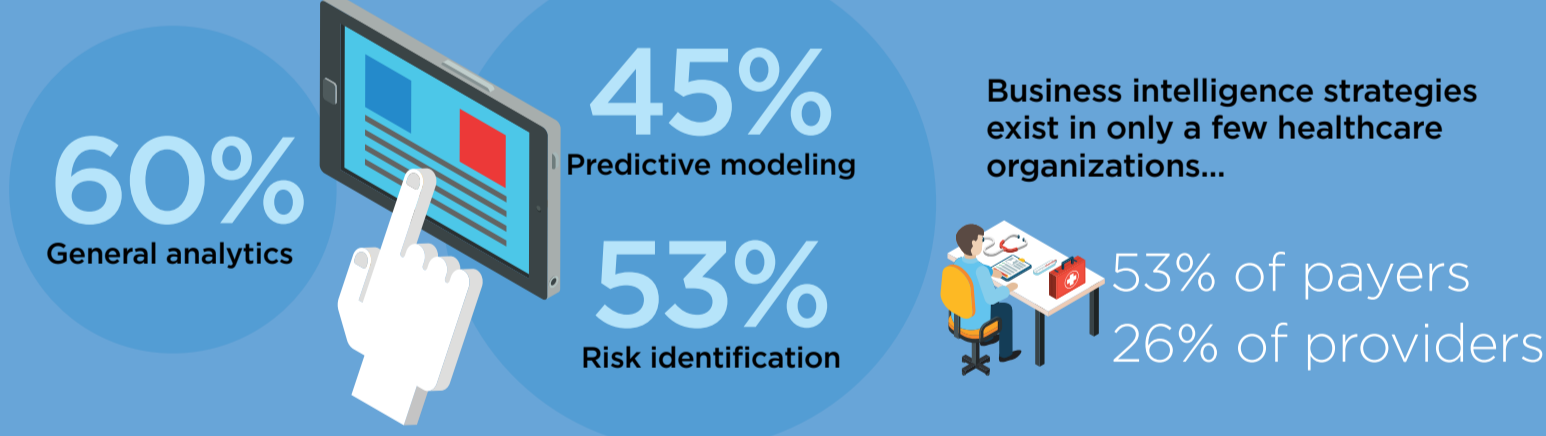 60%
General analytics
45%
Predictive modeling
53%
Risk identification
Business intelligence strategies
exist in only a few healthcare
organizations...
53% of payers
26% of providers